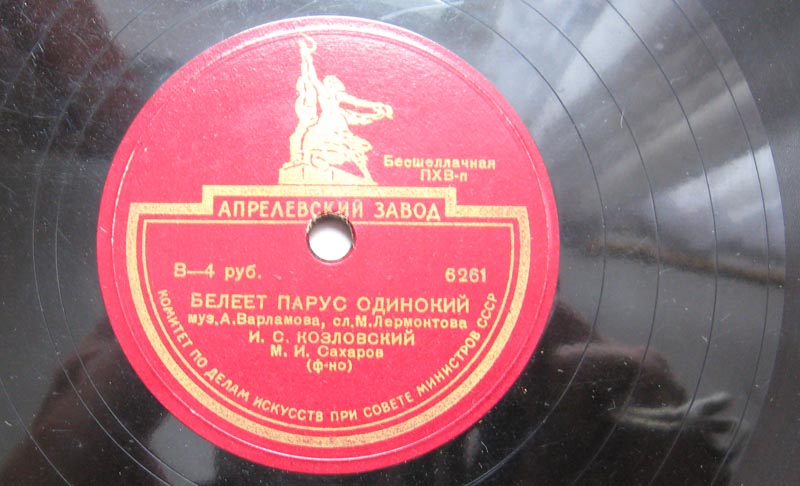 Бесшеллачная
ПХВ-п
АПРЕЛЕВСКИЙ ЗАВОД
В—4 руб. 6261
БЕЛЕЕТ ПАРУС ОДИНОКИЙ
муз. А. Варламова, сл. М. Лермонтова
И. С. КОЗЛОВСКИЙ
М. И. Сахаров
(ф-но)
КОМИТЕТ ПО ДЕЛАМ ИСКУССТВ ПРИ СОВЕТЕ МИНИСТРОВ СССР